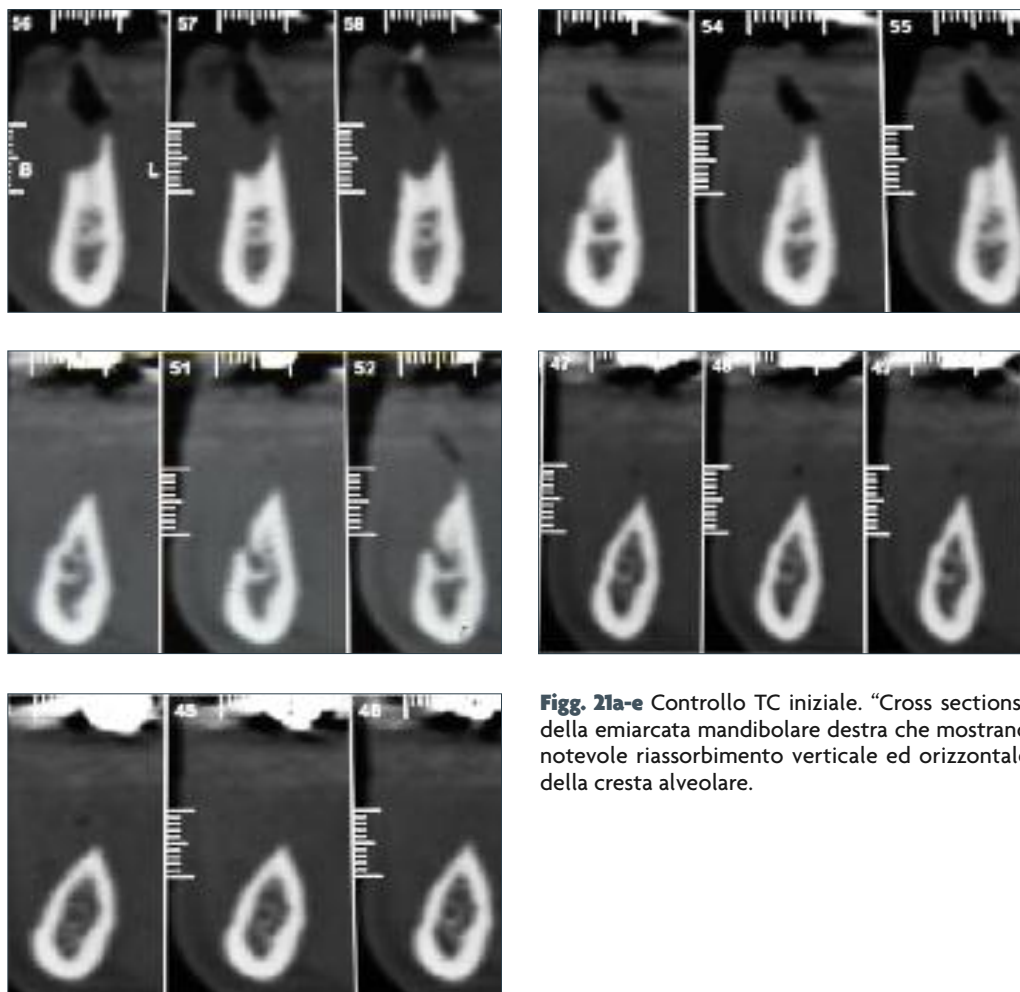 56 57 58
B L
54 55
51 52
47 48 49
45 46
Figg. 21a-e Controllo TC iniziale. “Cross sections
della emiarcata mandibolare destra che mostrano
notevole riassorbimento verticale ed orizzontale
della cresta alveolare.